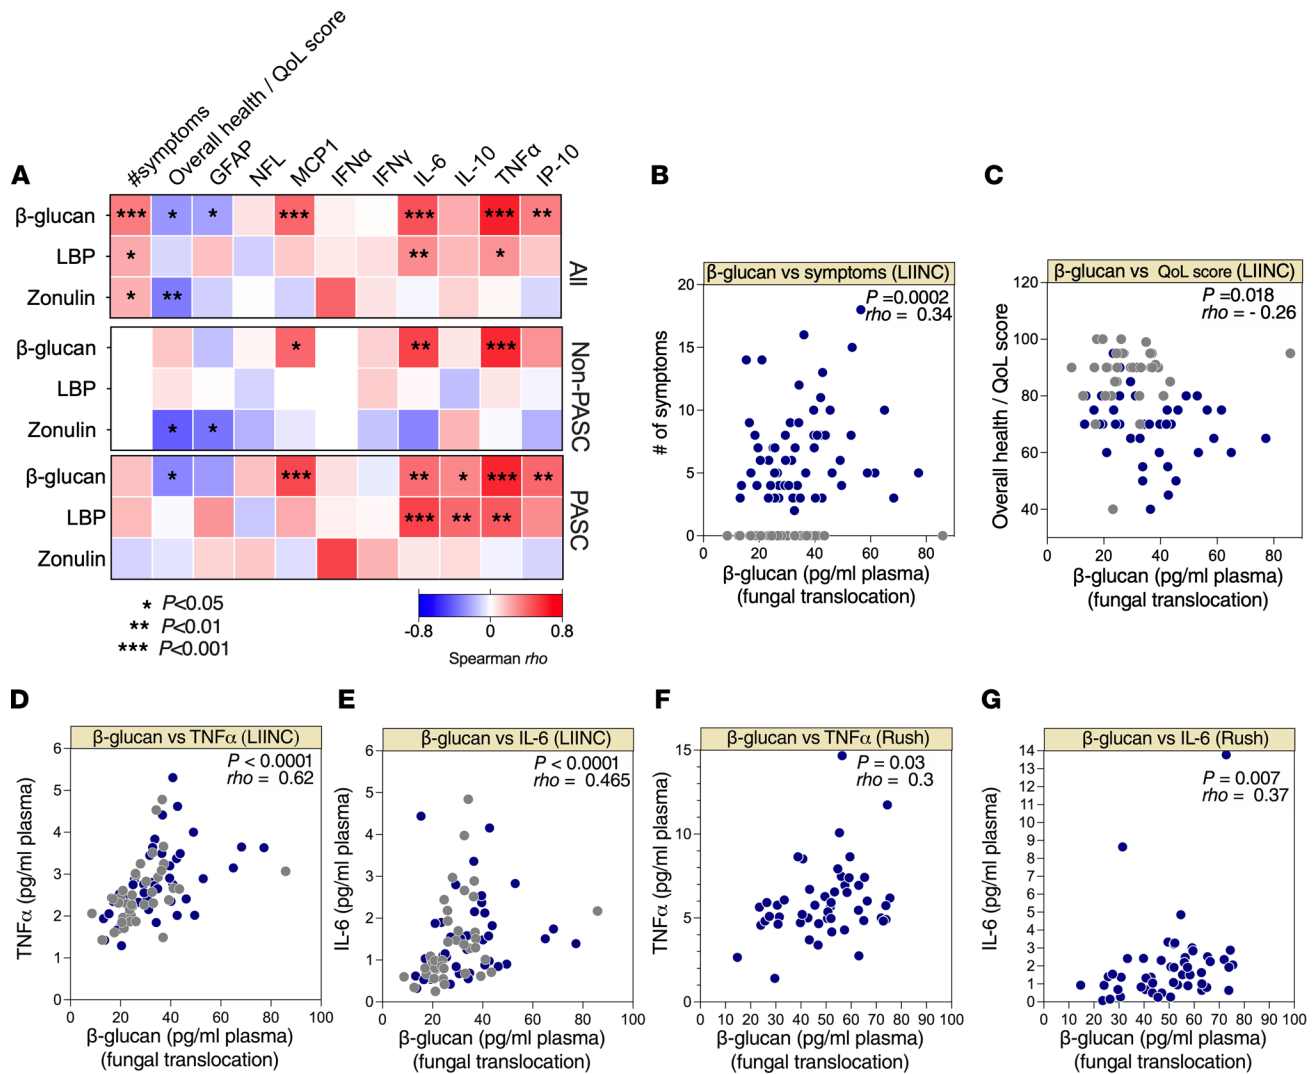 A
#symptoms
Overall health / QoL score
GFAP
NFL
MCP1
IFNα
IFNγ
IL-6
IL-10
TNFα
IP-10
β-glucan *** * * *** *** *** **
LBP * ** *
Zonulin * **
All
β-glucan * ** ***
LBP
Zonulin * *
Non-PASC
β-glucan * *** ** * *** **
LBP *** ** **
Zonulin
PASC
* P<0.05
** P<0.01
*** P<0.001
-0.8 0 0.8
Spearman rho
B
β-glucan vs symptoms (LIINC)
P =0.0002
rho = 0.34
# of symptoms
20
15
10
5
0
0 20 40 60 80
β-glucan (pg/ml plasma)
(fungal translocation)
C
β-glucan vs QoL score (LIINC)
P =0.018
rho = - 0.26
Overall health / QoL score
120
100
80
60
40
0 20 40 60 80
β-glucan (pg/ml plasma)
(fungal translocation)
D
β-glucan vs TNFα (LIINC)
P < 0.0001
rho = 0.62
TNFα (pg/ml plasma)
6
5
4
3
2
1
0
0 20 40 60 80 100
β-glucan (pg/ml plasma)
(fungal translocation)
E
β-glucan vs IL-6 (LIINC)
P < 0.0001
rho = 0.465
IL-6 (pg/ml plasma)
6
5
4
3
2
1
0
0 20 40 60 80 100
β-glucan (pg/ml plasma)
(fungal translocation)
F
β-glucan vs TNFα (Rush)
P = 0.03
rho = 0.3
TNFα (pg/ml plasma)
15
10
5
0
0 10 20 30 40 50 60 70 80 90 100
β-glucan (pg/ml plasma)
(fungal translocation)
G
β-glucan vs IL-6 (Rush)
P = 0.007
rho = 0.37
IL-6 (pg/ml plasma)
14
13
12
11
10
9
8
7
6
5
4
3
2
1
0
0 10 20 30 40 50 60 70 80 90 100
β-glucan (pg/ml plasma)
(fungal translocation)